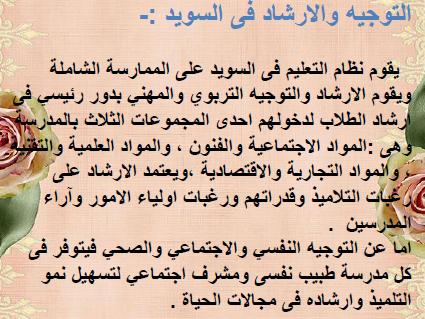 التوجيه والارشاد فى السويد :-
يقوم نظام التعليم فى السويد على الممارسة الشاملة
ويقوم الارشاد والتوجيه التربوي والمهني بدور رئيسي في
ارشاد الطلاب لدخولهم احدى المجموعات الثلاث بالمدرسة
وهى :المواد الاجتماعية والفنون ، والمواد العلمية والتقنية
، والمواد التجارية والاقتصادية ،ويعتمد الارشاد على
رغبات التلاميذ وقدراتهم ورغبات اولياء الامور وآراء
المدرسين .
اما عن التوجيه النفسي والاجتماعي والصحي فيتوفر فى
كل مدرسة طبيب نفسى ومشرف اجتماعي لتسهيل نمو
التلميذ وارشاده فى مجالات الحياة .